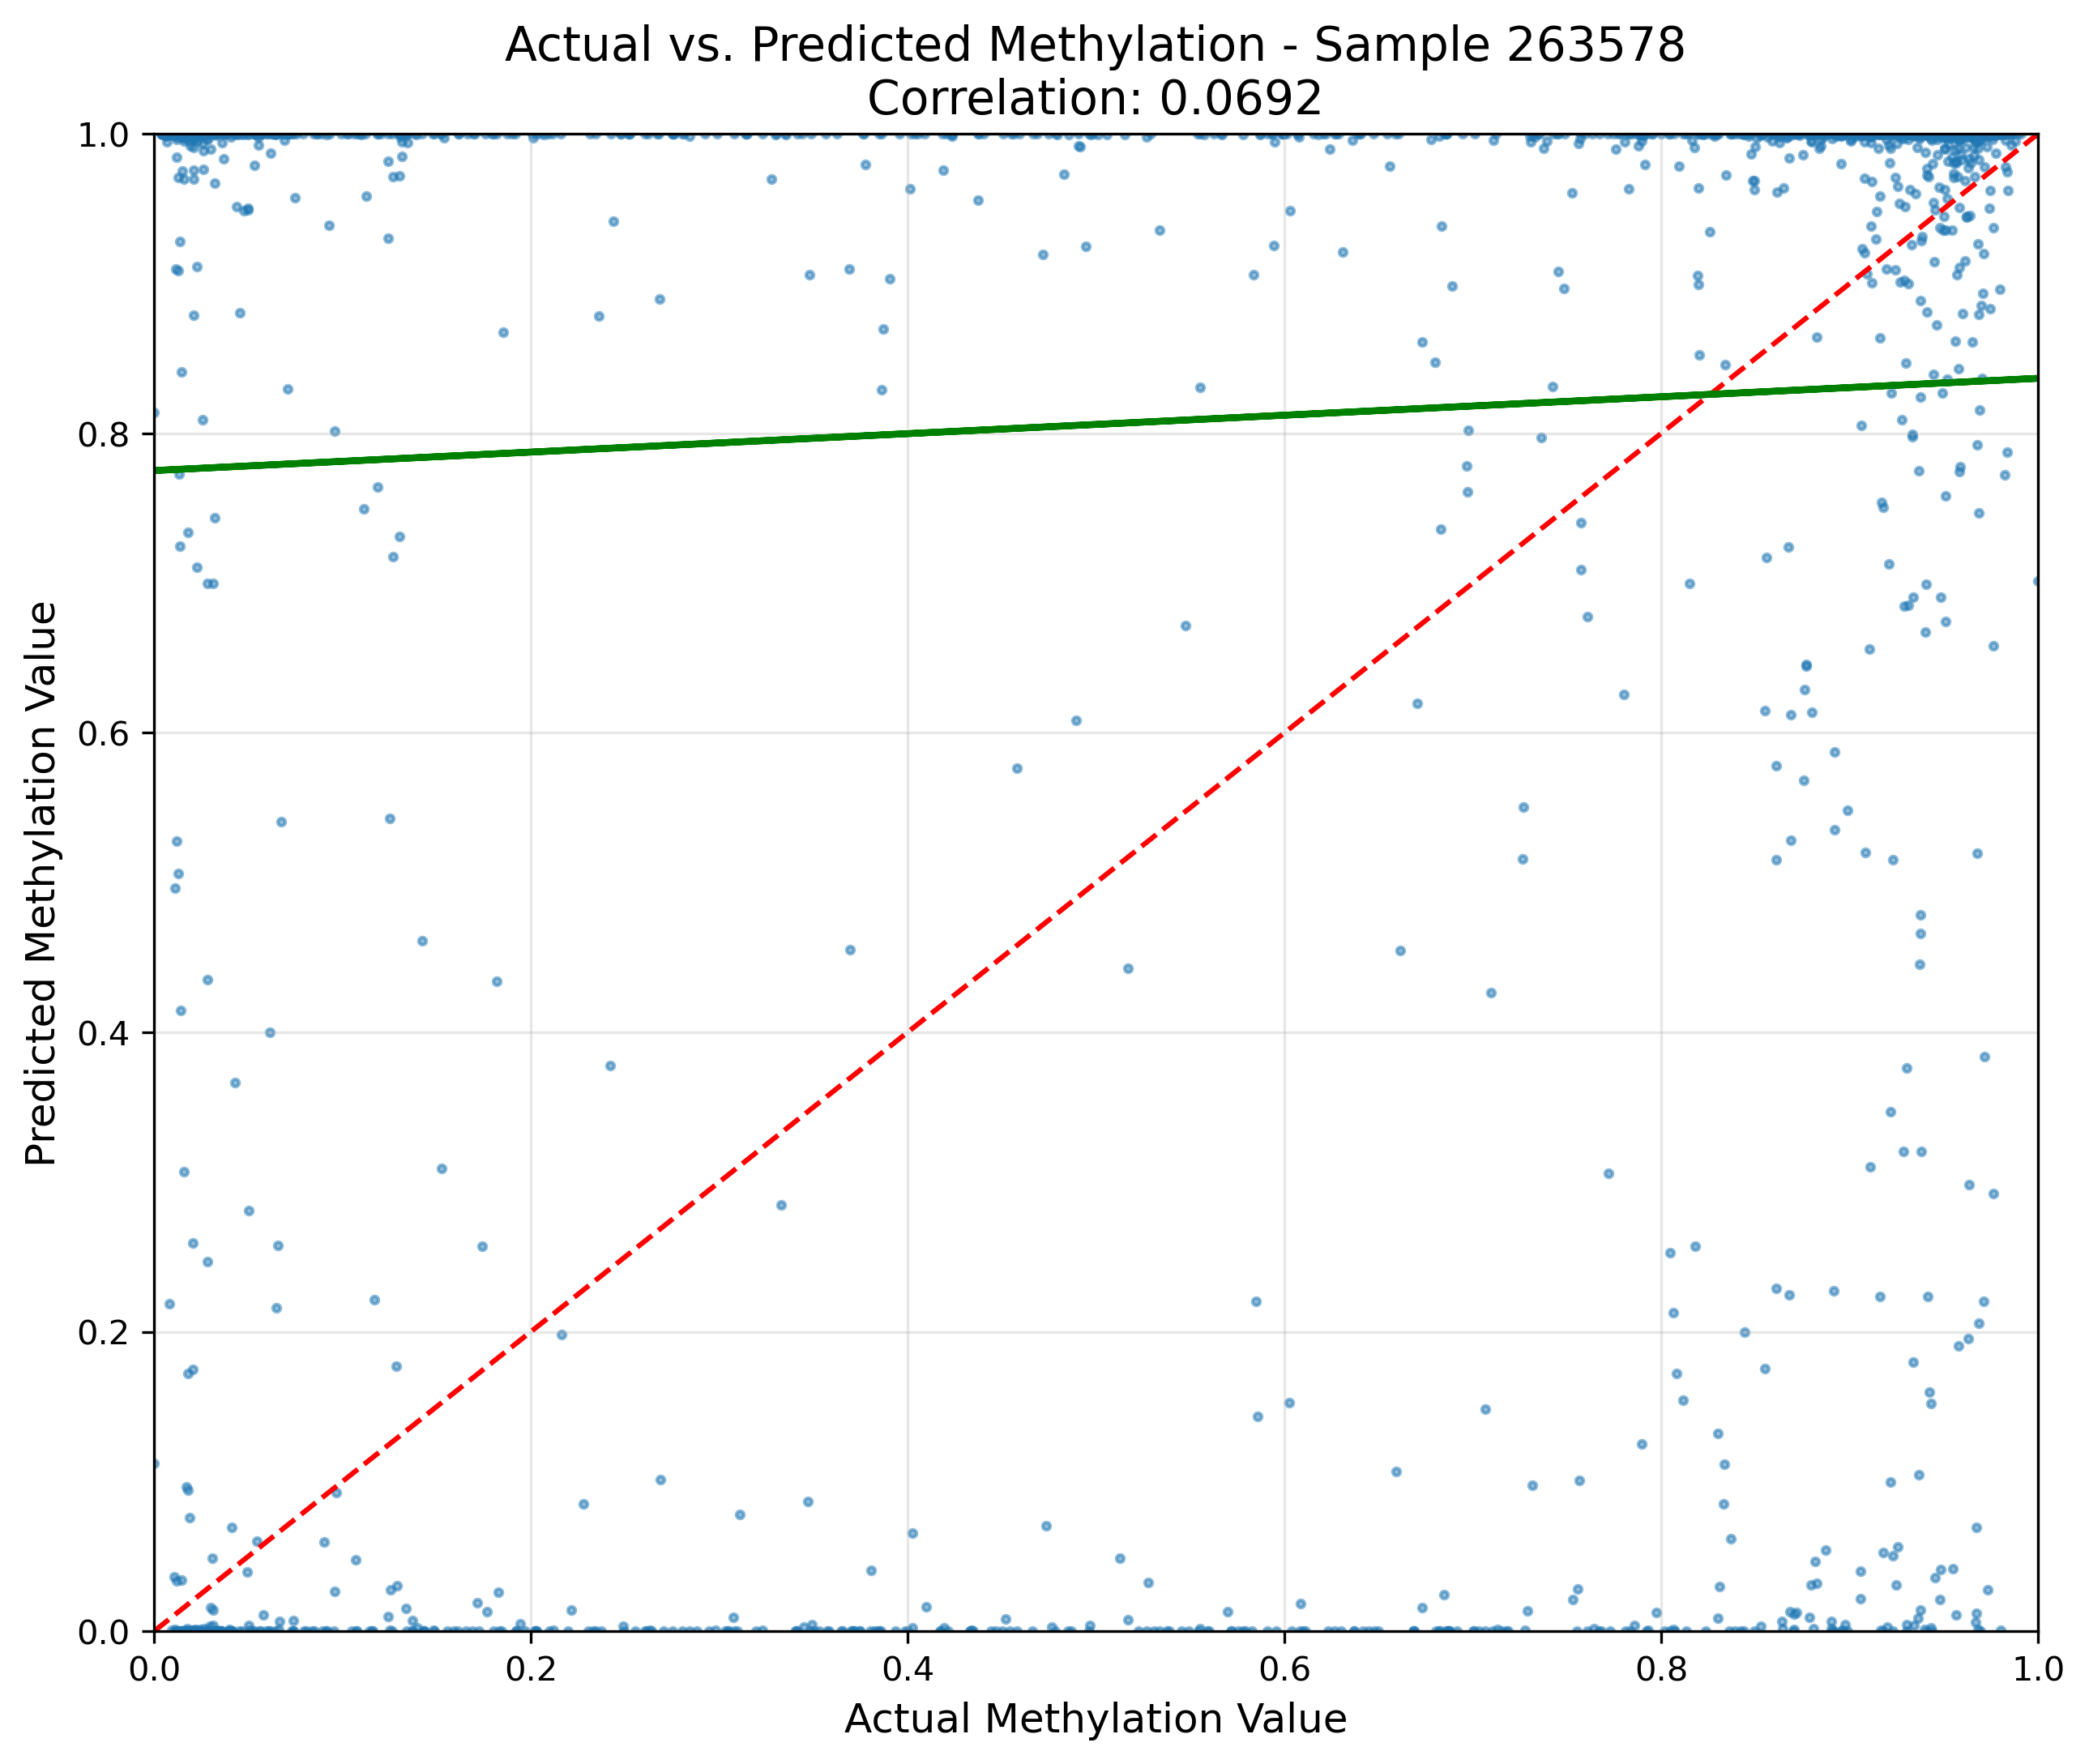 Actual vs. Predicted Methylation - Sample 263578
Correlation: 0.0692
1.0
0.8
0.6
0.4
0.2
0.0
Predicted Methylation Value
0.0 0.2 0.4 0.6 0.8 1.0
Actual Methylation Value